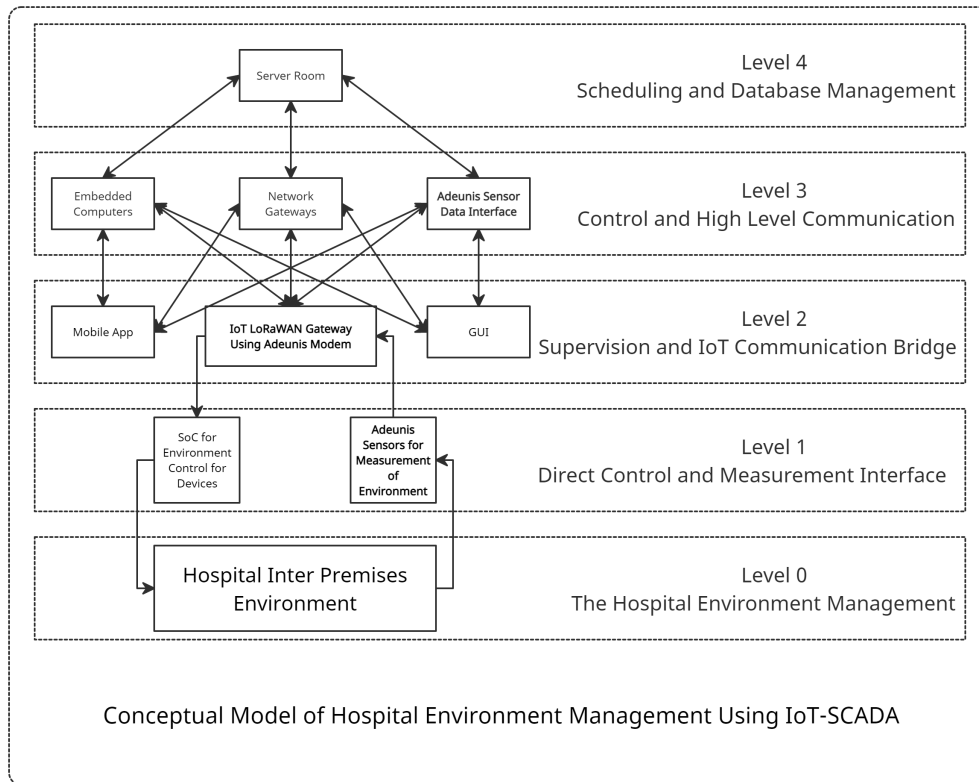 Server Room
Level 4
Scheduling and Database Management
Embedded
Computers
Network
Gateways
Adeunis Sensor
Data Interface
Level 3
Control and High Level Communication
Mobile App
IoT LoRaWAN Gateway
Using Adeunis Modem
GUI
Level 2
Supervision and IoT Communication Bridge
SoC for
Environment
Control for
Devices
Adeunis
Sensors for
Measurement
of
Environment
Level 1
Direct Control and Measurement Interface
Hospital Inter Premises
Environment
Level 0
The Hospital Environment Management
Conceptual Model of Hospital Environment Management Using IoT-SCADA